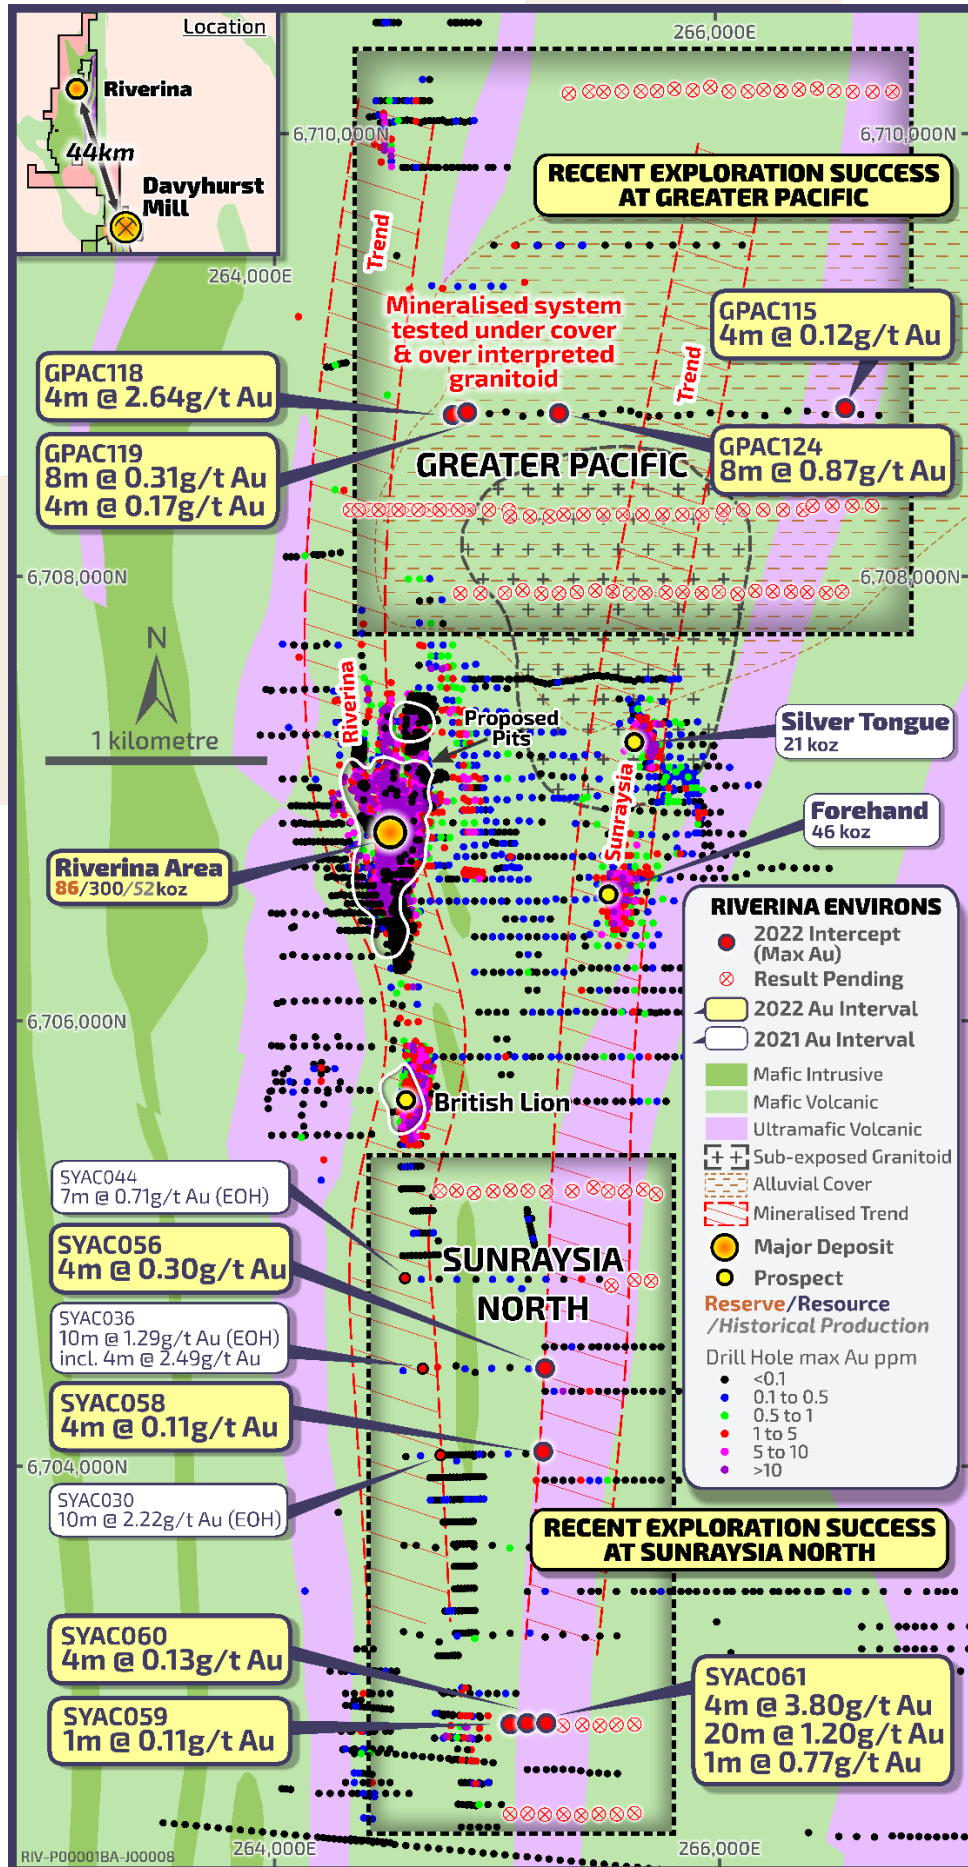 Location
Riverina
44km
Davyhurst
Mill
266,000E
6,710,000N
6,710,000N
RECENT EXPLORATION SUCCESS
AT GREATER PACIFIC
264,000E
Trend
Mineralised system
tested under cover
& over interpreted
granitoid
GPAC115
4m @ 0.12g/t Au
Trend
GPAC118
4m @ 2.64g/t Au
GPAC119
8m @ 0.31g/t Au
4m @ 0.17g/t Au
GREATER PACIFIC
GPAC124
8m @ 0.87g/t Au
6,708,000N
6,708,000N
N
1 kilometre
Riverina
Proposed
Pits
Silver Tongue
21 koz
Sunraysia
Forehand
46 koz
Riverina Area
86/300/52koz
RIVERINA ENVIRONS
2022 Intercept
(Max Au)
Result Pending
2022 Au Interval
2021 Au Interval
Mafic Intrusive
Mafic Volcanic
Ultramafic Volcanic
Sub-exposed Granitoid
Alluvial Cover
Mineralised Trend
Major Deposit
Prospect
Reserve/Resource
/Historical Production
Drill Hole max Au ppm
<0.1
0.1 to 0.5
0.5 to 1
1 to 5
5 to 10
>10
6,706,000N
British Lion
SYAC044
7m @ 0.71g/t Au (EOH)
SYAC056
4m @ 0.30g/t Au
SUNRAYSIA
NORTH
SYAC036
10m @ 1.29g/t Au (EOH)
incl. 4m @ 2.49g/t Au
SYAC058
4m @ 0.11g/t Au
6,704,000N
SYAC030
10m @ 2.22g/t Au (EOH)
RECENT EXPLORATION SUCCESS
AT SUNRAYSIA NORTH
SYAC060
4m @ 0.13g/t Au
SYAC059
1m @ 0.11g/t Au
SYAC061
4m @ 3.80g/t Au
20m @ 1.20g/t Au
1m @ 0.77g/t Au
264,000E
266,000E
RIV-P00001BA-J00008